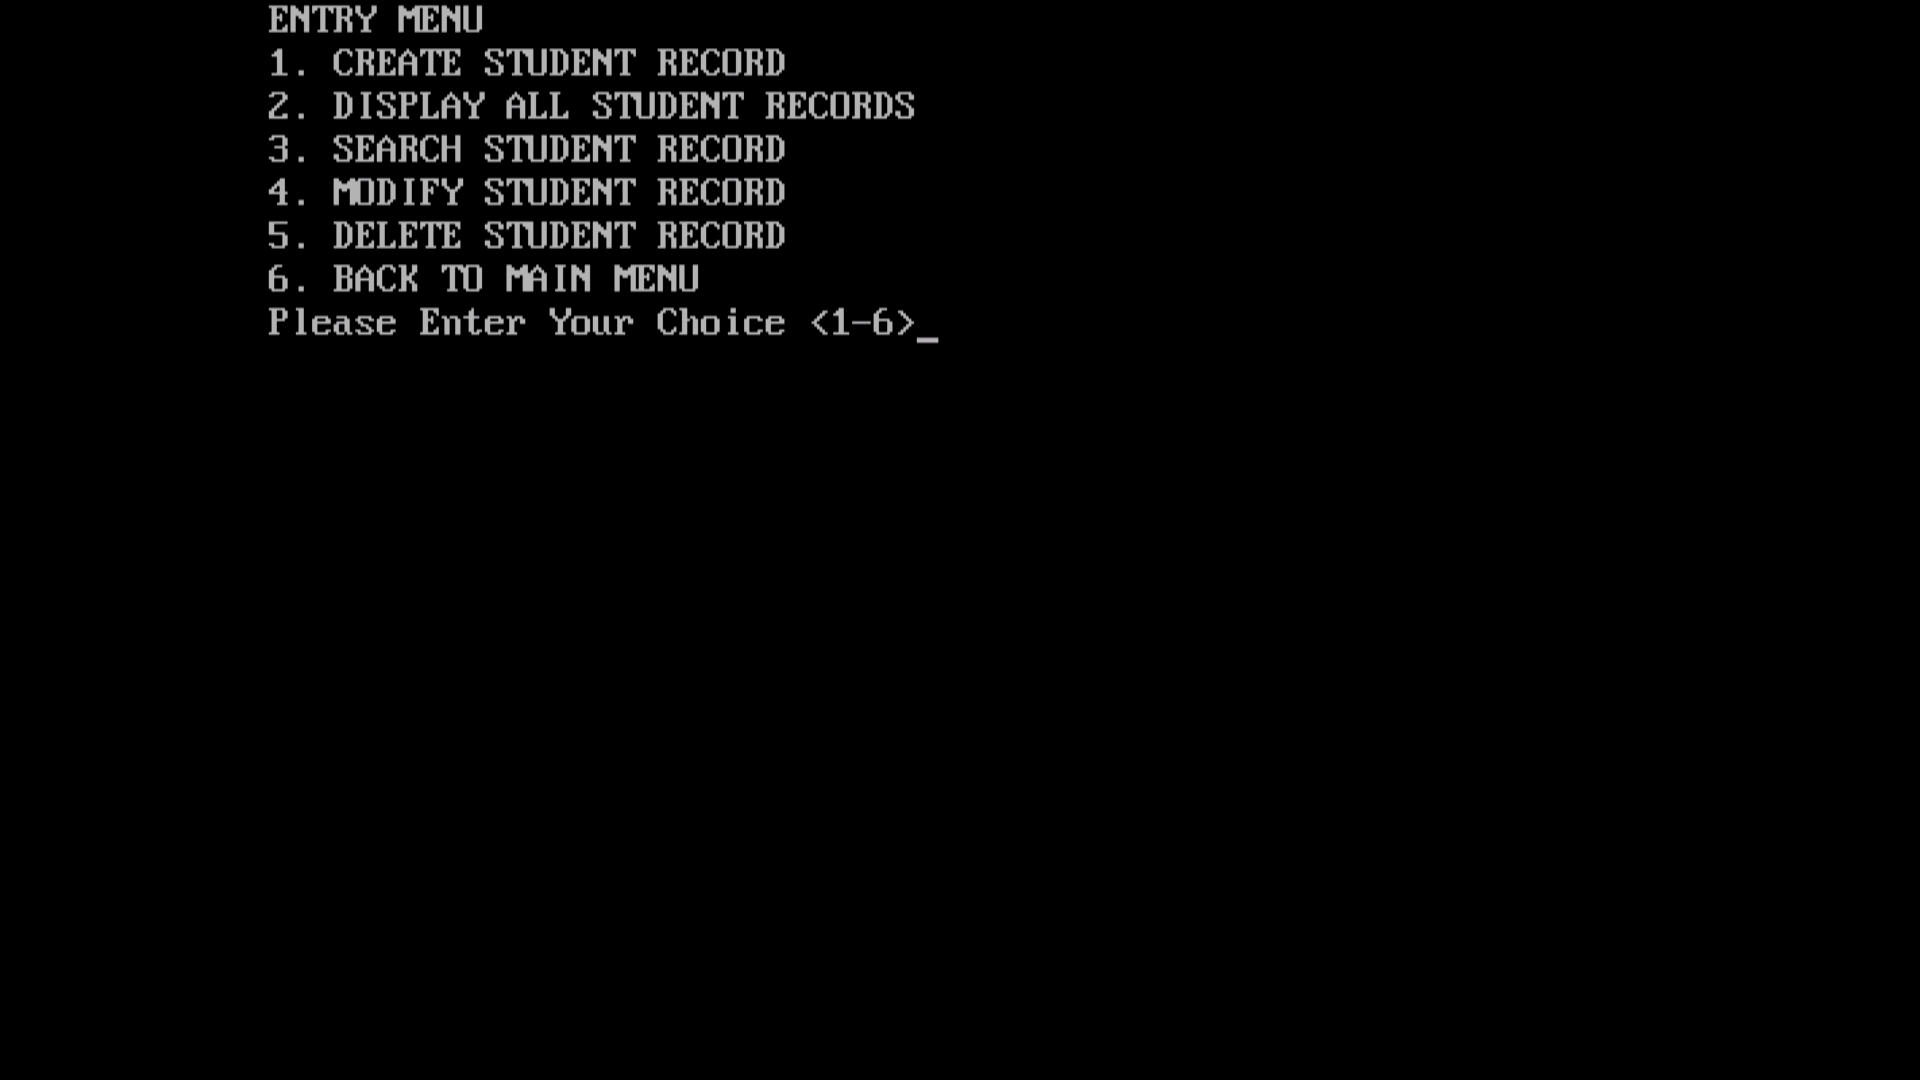 ENTRY MENU
1. CREATE STUDENT RECORD
2. DISPLAY ALL STUDENT RECORDS
3. SEARCH STUDENT RECORD
4. MODIFY STUDENT RECORD
5. DELETE STUDENT RECORD
6. BACK TO MAIN MENU
Please Enter Your Choice <1-6>_